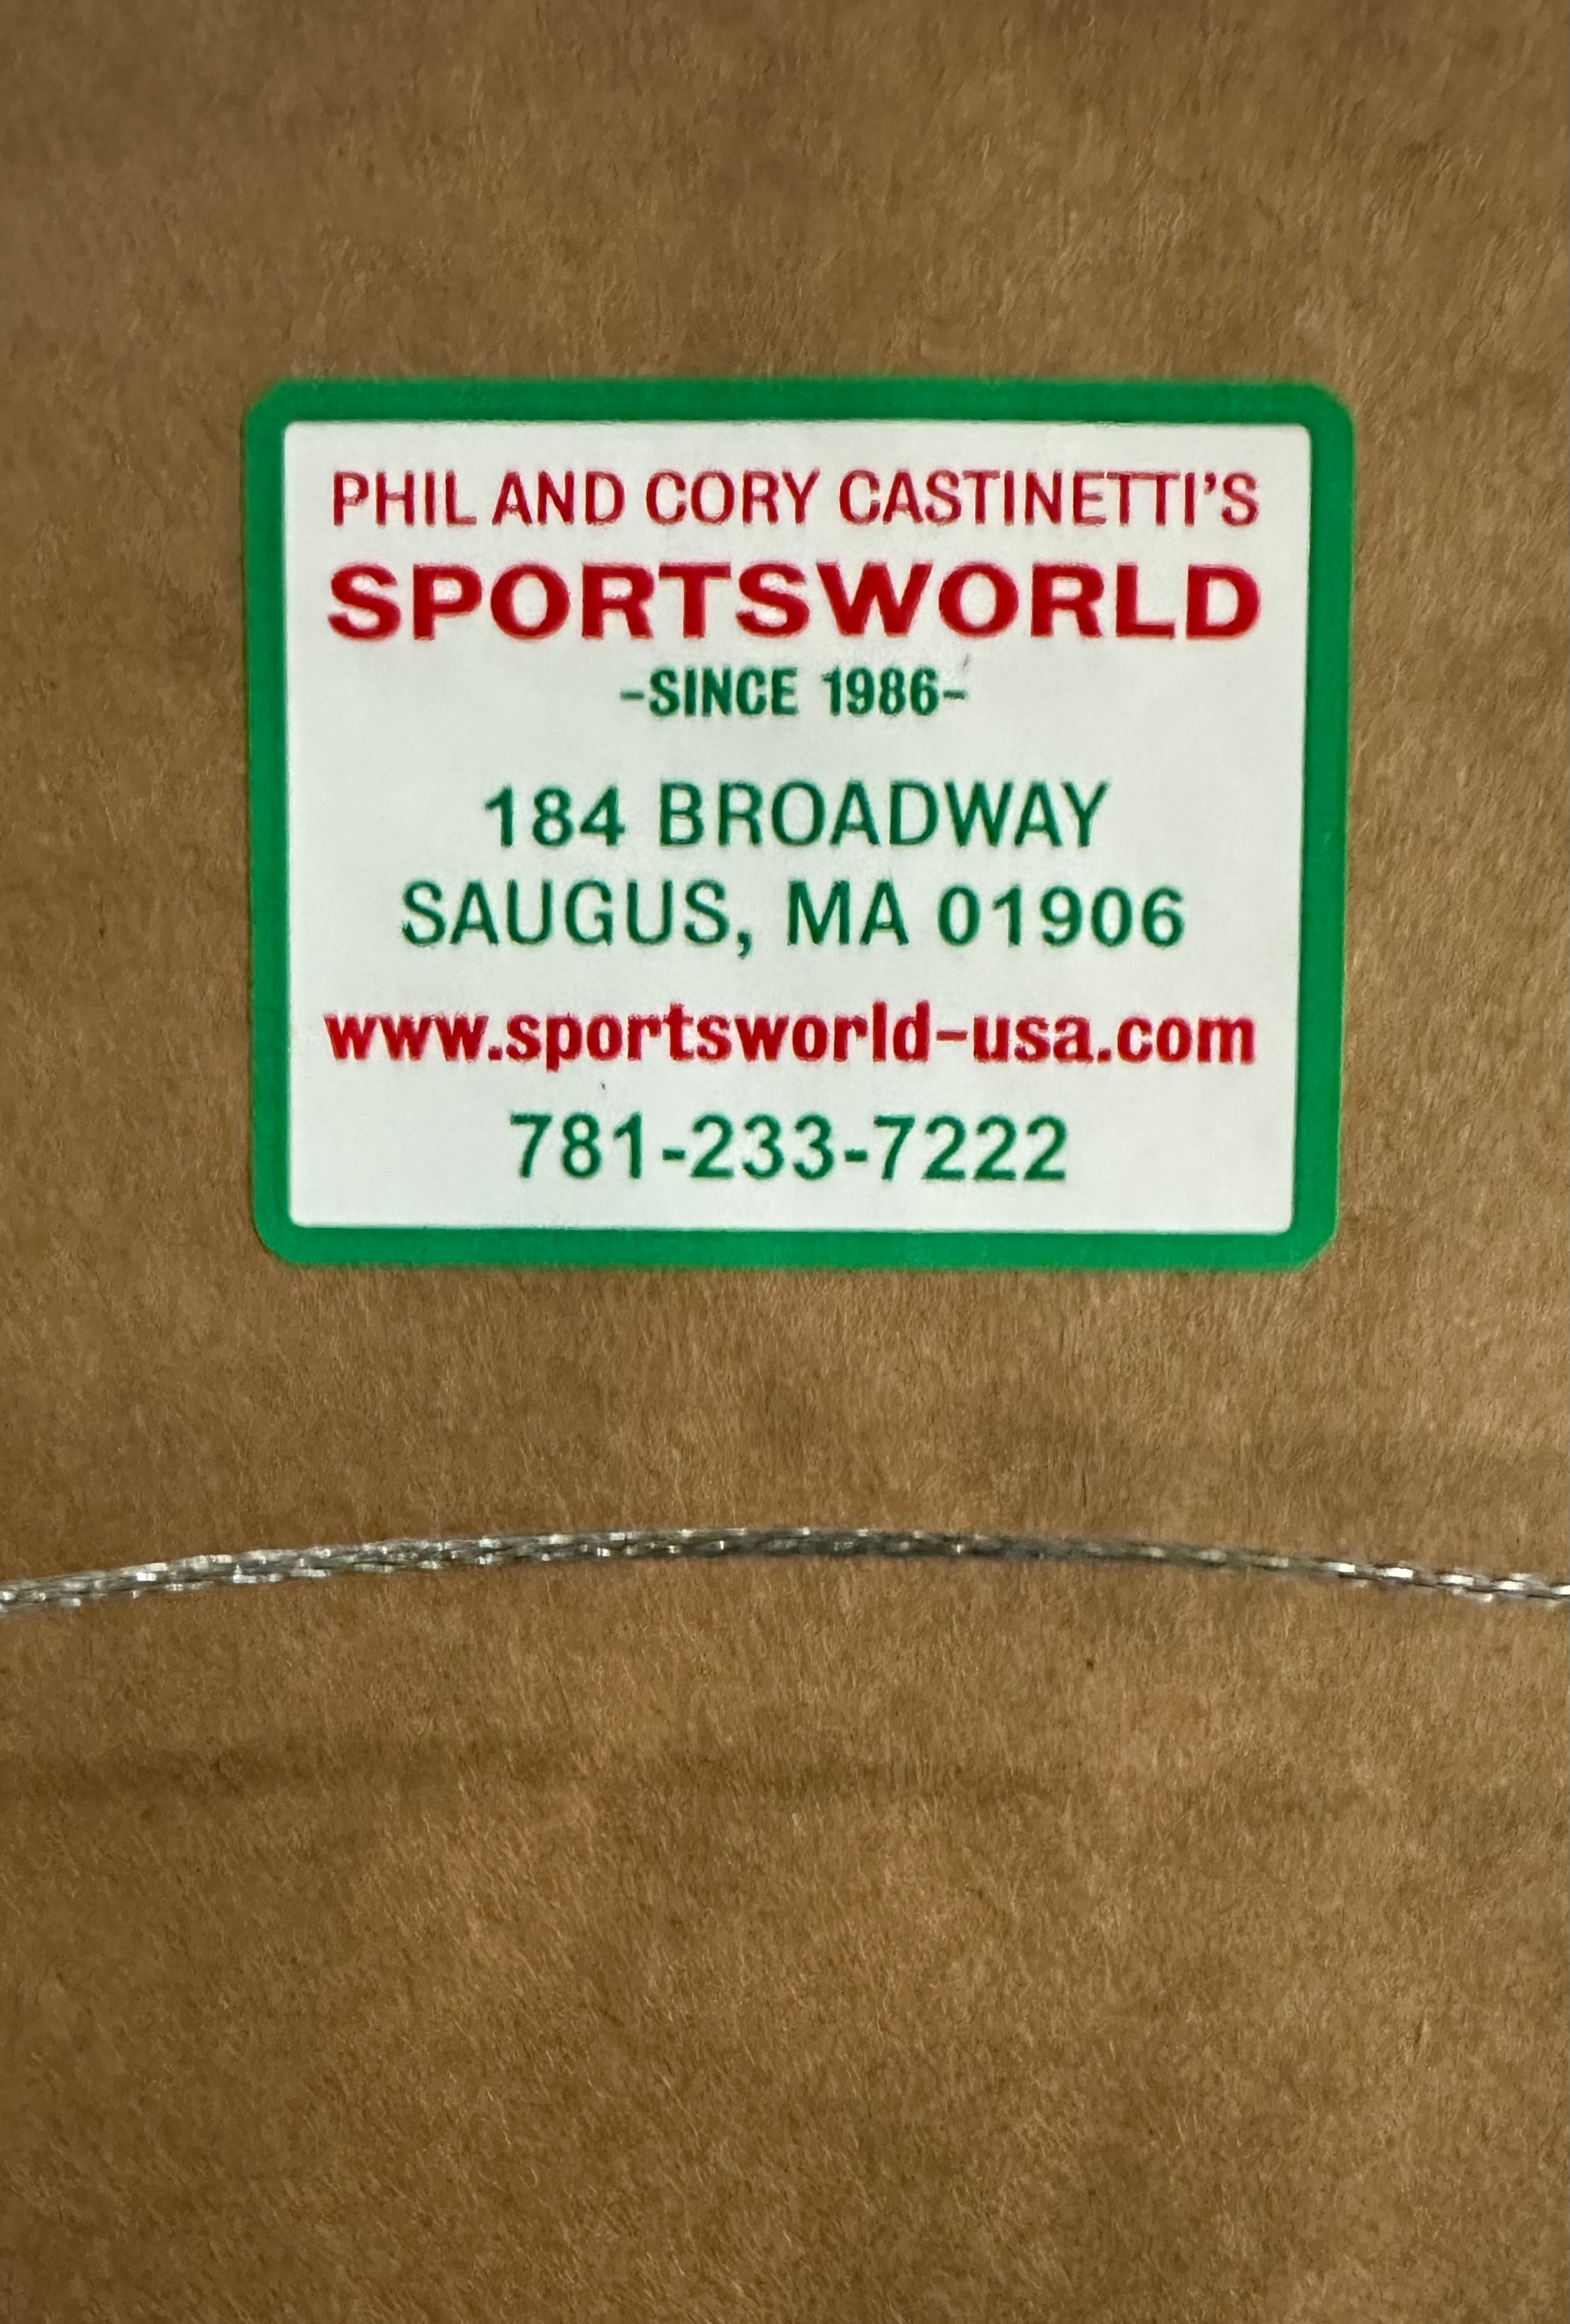 PHIL AND CORY CASTINETTI'S
SPORTSWORLD
-SINCE 1986-
184 BROADWAY
SAUGUS, MA 01906
www.sportsworld-usa.com
781-233-7222